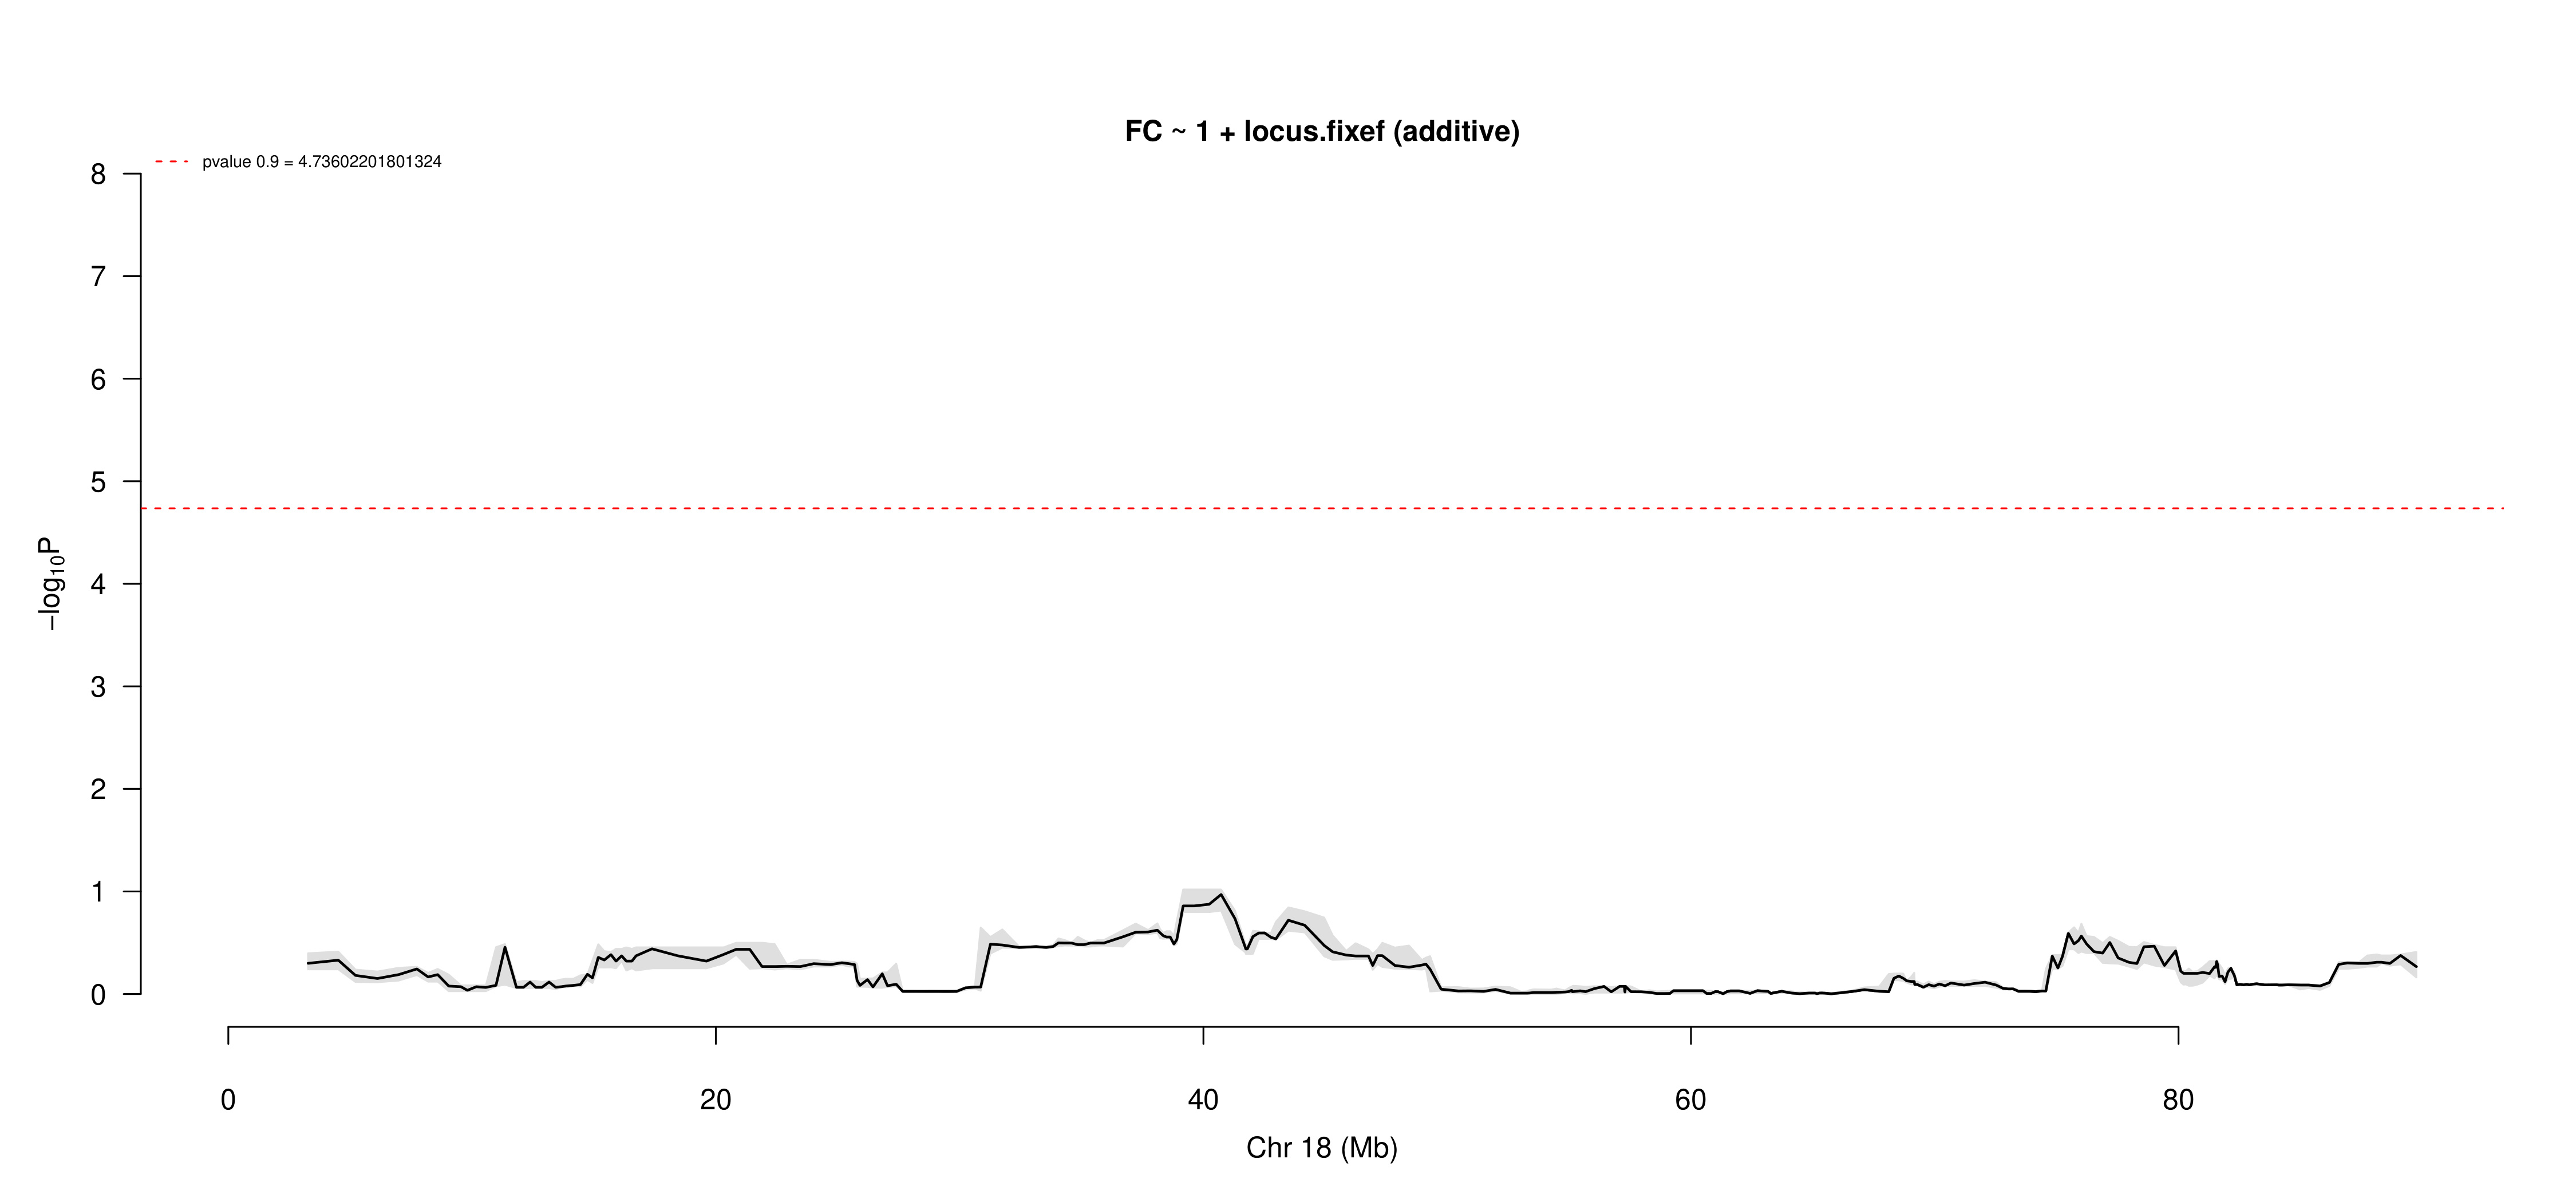 FC ~ 1 + locus.fixef (additive)
pvalue 0.9 = 4.73602201801324
8
7
6
5
4
3
2
1
0
−log10P
0 20 40 60 80
Chr 18 (Mb)